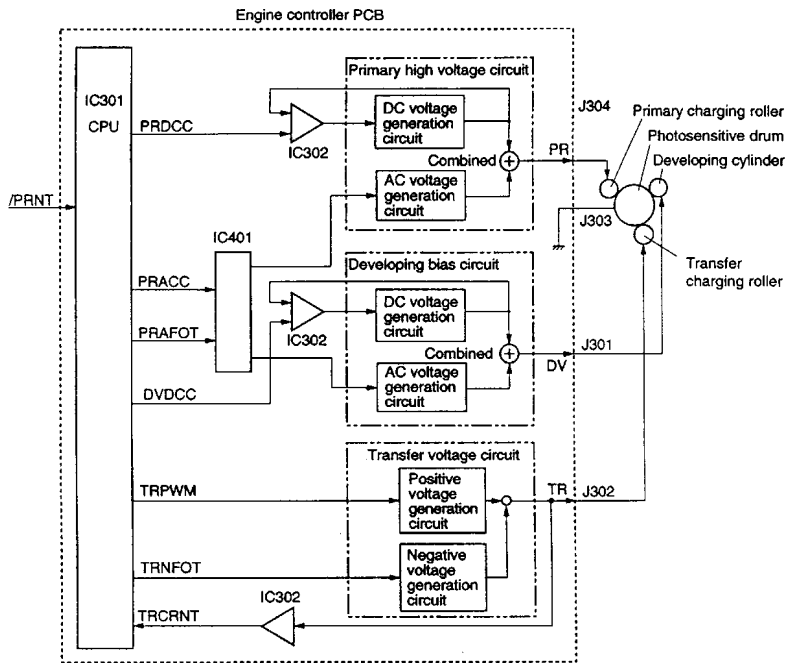 Engine controller PCB
IC301
CPU
/PRNT
PRDCC
IC302
Primary high voltage circuit
DC voltage
generation
circuit
Combined
AC voltage
generation
circuit
PR
J304
Primary charging roller
Photosensitive drum
Developing cylinder
J303
Transfer
charging roller
IC401
PRACC
PRAFOT
DVDCC
Developing bias circuit
IC302
DC voltage
generation
circuit
Combined
AC voltage
generation
circuit
J301
DV
Transfer voltage circuit
TRPWM
Positive
voltage
generation
circuit
TR
J302
TRNFOT
Negative
voltage
generation
circuit
IC302
TRCRNT